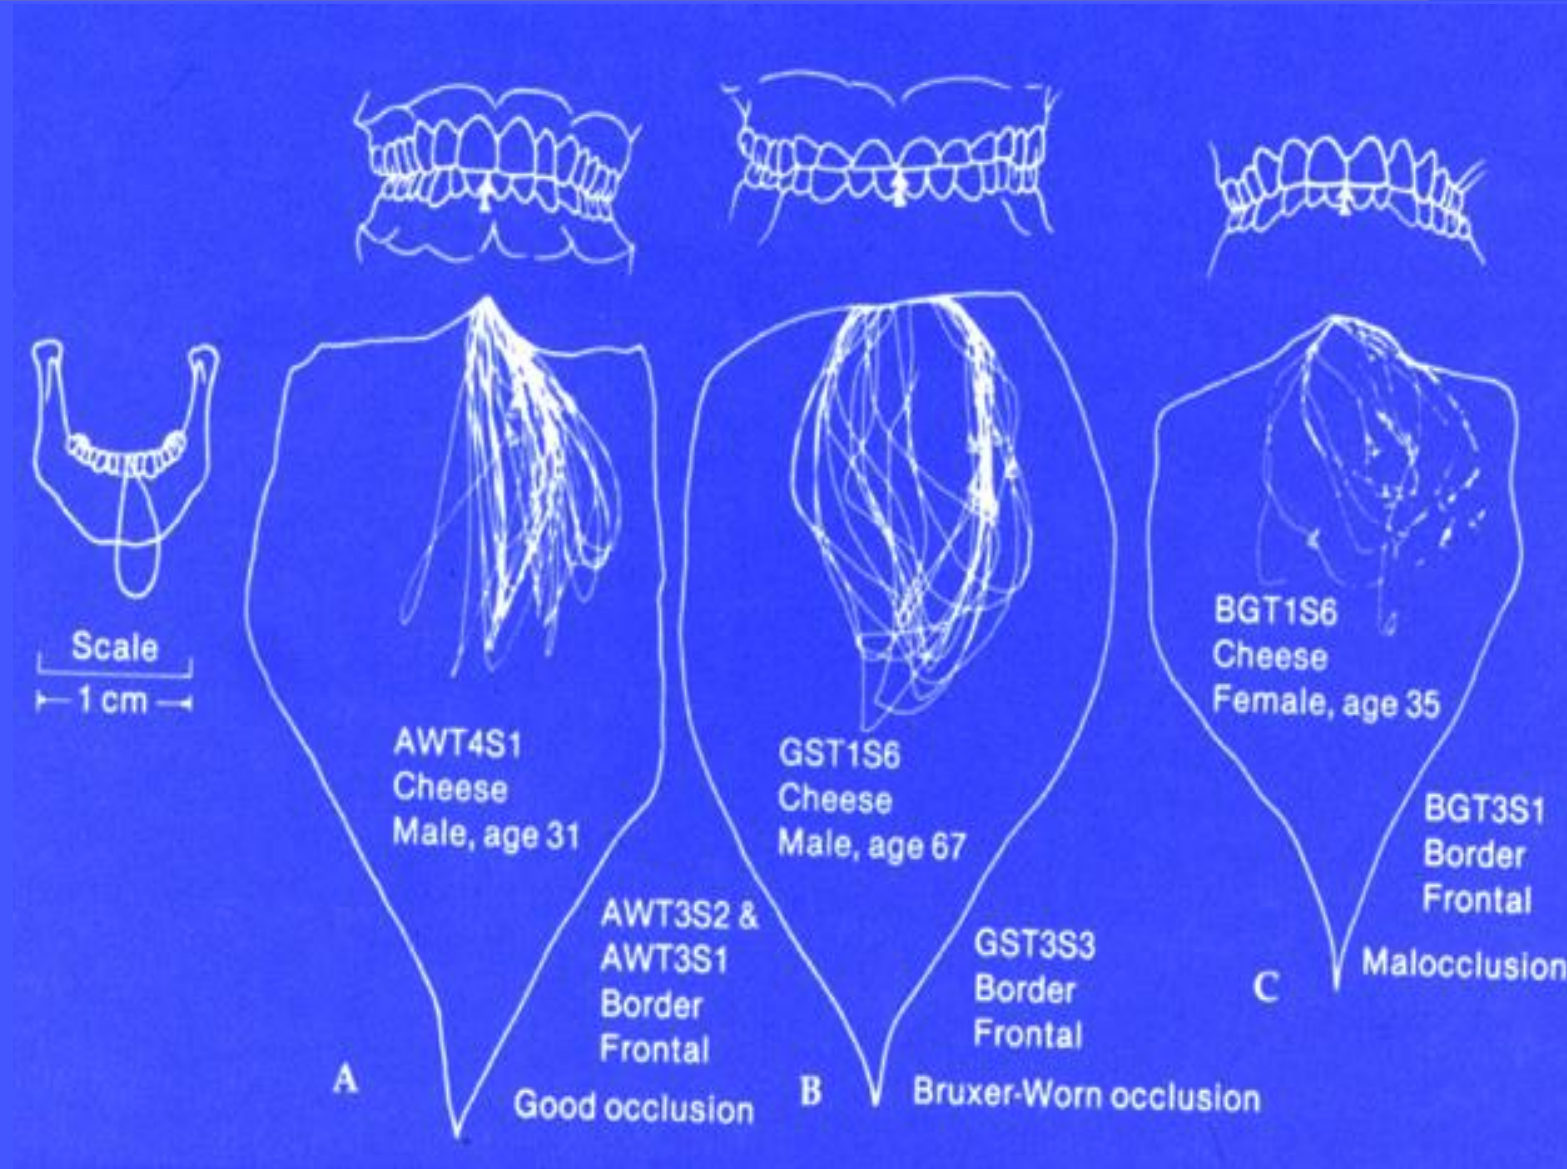 Scale
1 cm
AWT4S1
Cheese
Male, age 31
AWT3S2 &
AWT3S1
Border
Frontal
A
Good occlusion
GST1S6
Cheese
Male, age 67
GST3S3
Border
Frontal
B
Bruxer-Worn occlusion
BGT1S6
Cheese
Female, age 35
BGT3S1
Border
Frontal
C
Malocclusion